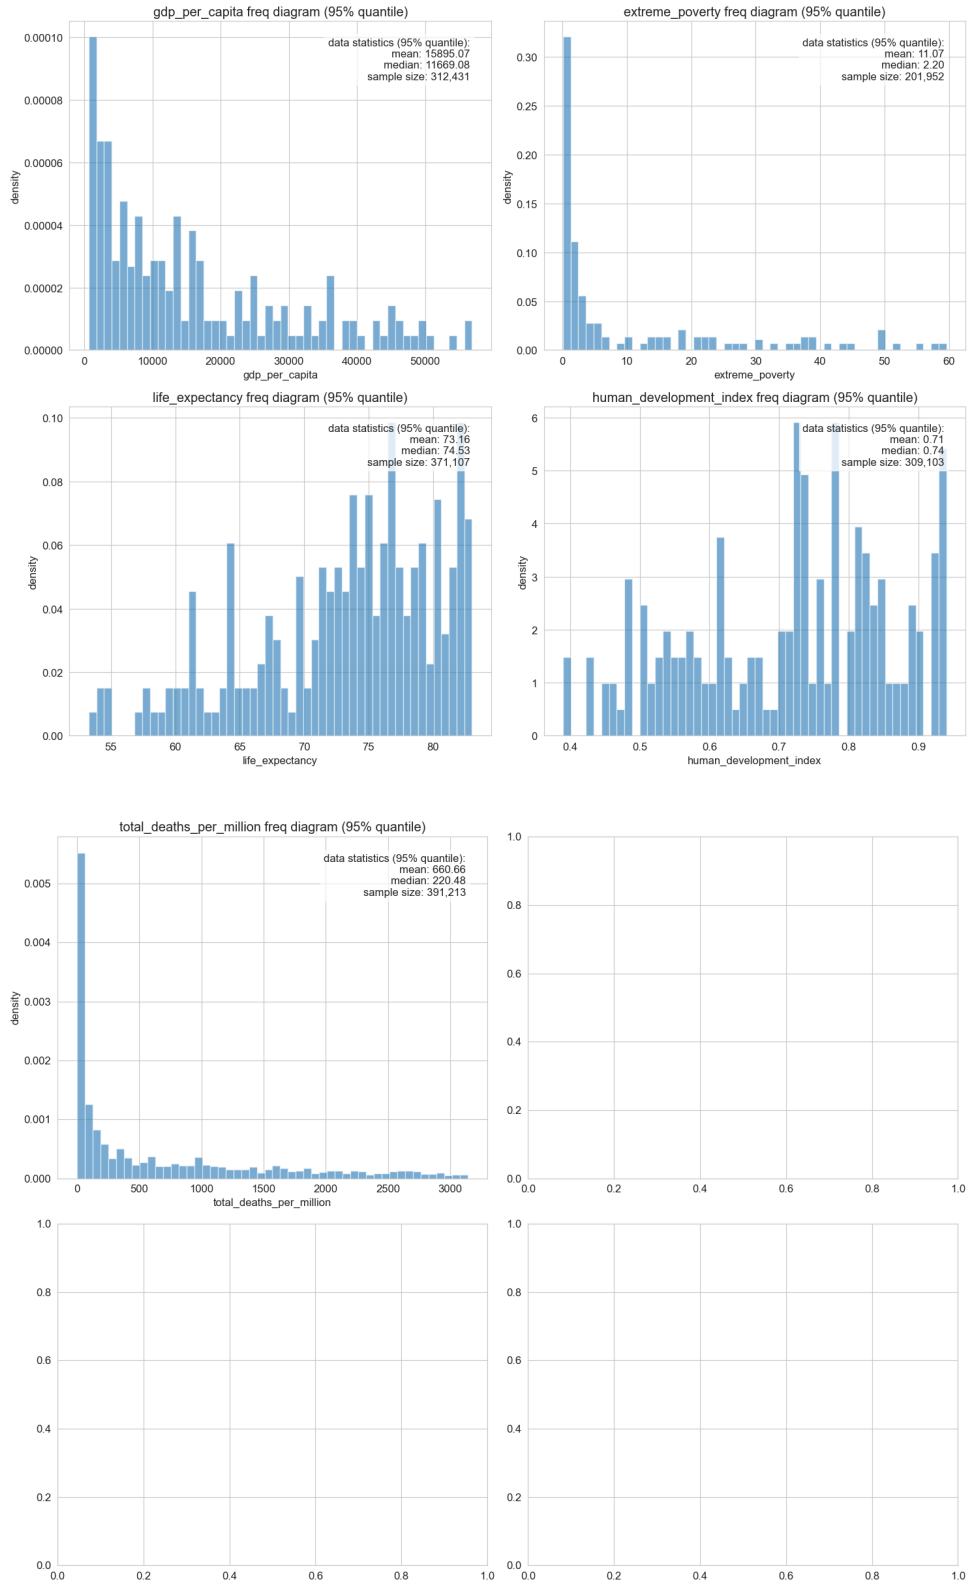 gdp_per_capita freq diagram (95% quantile)
data statistics (95% quantile):
mean: 15895.07
median: 11669.08
sample size: 312,431
density
0.00010
0.00008
0.00006
0.00004
0.00002
0.00000
0
10000
20000
30000
40000
50000
gdp_per_capita
extreme_poverty freq diagram (95% quantile)
data statistics (95% quantile):
mean: 11.07
median: 2.20
sample size: 201,952
density
0.30
0.25
0.20
0.15
0.10
0.05
0.00
0
10
20
30
40
50
60
extreme_poverty
life_expectancy freq diagram (95% quantile)
data statistics (95% quantile):
mean: 73.16
median: 74.53
sample size: 371,107
density
0.10
0.08
0.06
0.04
0.02
0.00
55
60
65
70
75
80
life_expectancy
human_development_index freq diagram (95% quantile)
data statistics (95% quantile):
mean: 0.71
median: 0.74
sample size: 309,103
density
6
5
4
3
2
1
0
0.4
0.5
0.6
0.7
0.8
0.9
human_development_index
total_deaths_per_million freq diagram (95% quantile)
data statistics (95% quantile):
mean: 660.66
median: 220.48
sample size: 391,213
density
0.005
0.004
0.003
0.002
0.001
0.000
0
500
1000
1500
2000
2500
3000
total_deaths_per_million
1.0
0.8
0.6
0.4
0.2
0.0
0.0
0.2
0.4
0.6
0.8
1.0
1.0
0.8
0.6
0.4
0.2
0.0
0.0
0.2
0.4
0.6
0.8
1.0
1.0
0.8
0.6
0.4
0.2
0.0
0.0
0.2
0.4
0.6
0.8
1.0